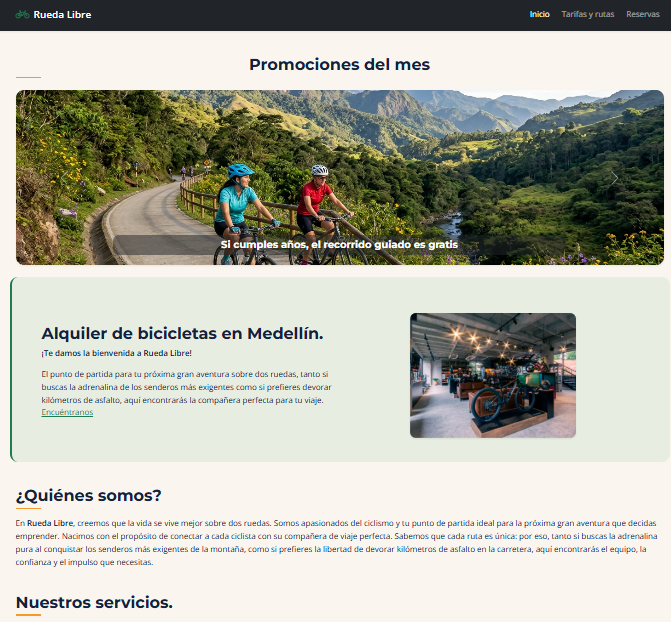 Rueda Libre
Inicio Tarifas y rutas Reservas
Promociones del mes
Si cumples años, el recorrido guiado es gratis
Alquiler de bicicletas en Medellín.
¡Te damos la bienvenida a Rueda Libre!
El punto de partida para tu próxima gran aventura sobre dos ruedas, tanto si
buscas la adrenalina de los senderos más exigentes como si prefieres devorar
kilómetros de asfalto, aquí encontrarás la compañera perfecta para tu viaje.
Encuéntranos
¿Quiénes somos?
En Rueda Libre, creemos que la vida se vive mejor sobre dos ruedas. Somos apasionados del ciclismo y tu punto de partida ideal para la próxima gran aventura que decidas
emprender. Nacimos con el propósito de conectar a cada ciclista con su compañera de viaje perfecta. Sabemos que cada ruta es única: por eso, tanto si buscas la adrenalina
pura al conquistar los senderos más exigentes de la montaña, como si prefieres la libertad de devorar kilómetros de asfalto en la carretera, aquí encontrarás el equipo, la
confianza y el impulso que necesitas.
Nuestros servicios.